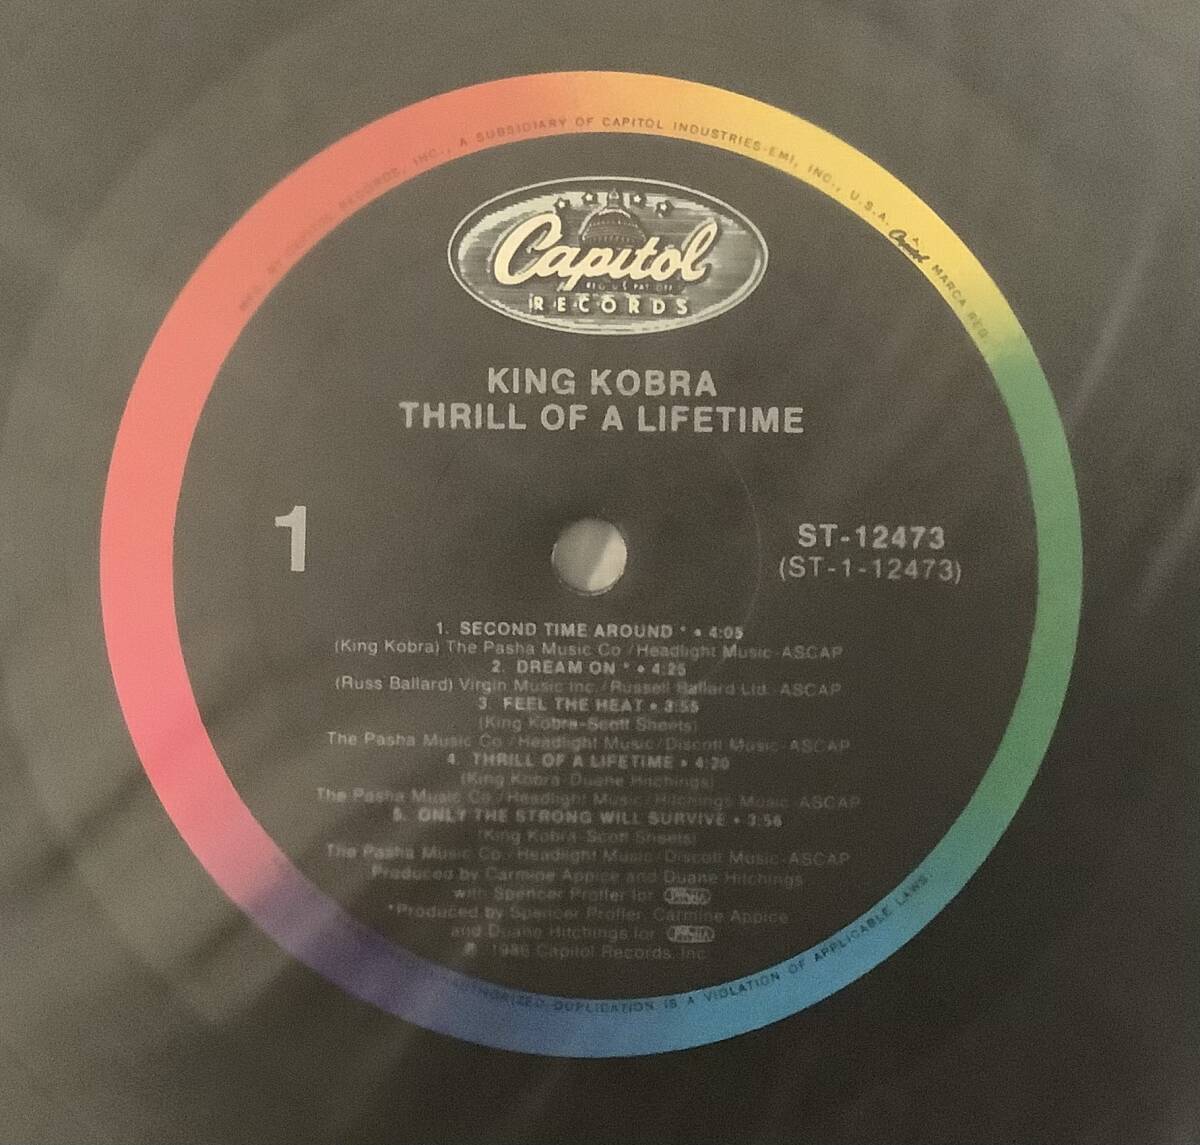 MFD. BY CAPITOL RECORDS, INC., A SUBSIDIARY OF CAPITOL INDUSTRIES-EMI, INC., U.S.A. Capitol MARCA REG.
Capitol
REG. U.S. PAT. OFF.
RECORDS
KING KOBRA
THRILL OF A LIFETIME
1
ST-12473
(ST-1-12473)
1. SECOND TIME AROUND * • 4:05
(King Kobra) The Pasha Music Co./Headlight Music-ASCAP
2. DREAM ON * • 4:25
(Russ Ballard) Virgin Music Inc./Russell Ballard Ltd.-ASCAP
3. FEEL THE HEAT • 3:55
(King Kobra-Scott Sheets)
The Pasha Music Co./Headlight Music/Discott Music-ASCAP
4. THRILL OF A LIFETIME • 4:20
(King Kobra-Duane Hitchings)
The Pasha Music Co./Headlight Music/Hitchings Music-ASCAP
5. ONLY THE STRONG WILL SURVIVE • 3:56
(King Kobra-Scott Sheets)
The Pasha Music Co./Headlight Music/Discott Music-ASCAP
Produced by Carmine Appice and Duane Hitchings
with Spencer Proffer for
*Produced by Spencer Proffer, Carmine Appice
and Duane Hitchings for
℗ 1986 Capitol Records, Inc.
UNAUTHORIZED DUPLICATION IS A VIOLATION OF APPLICABLE LAWS.